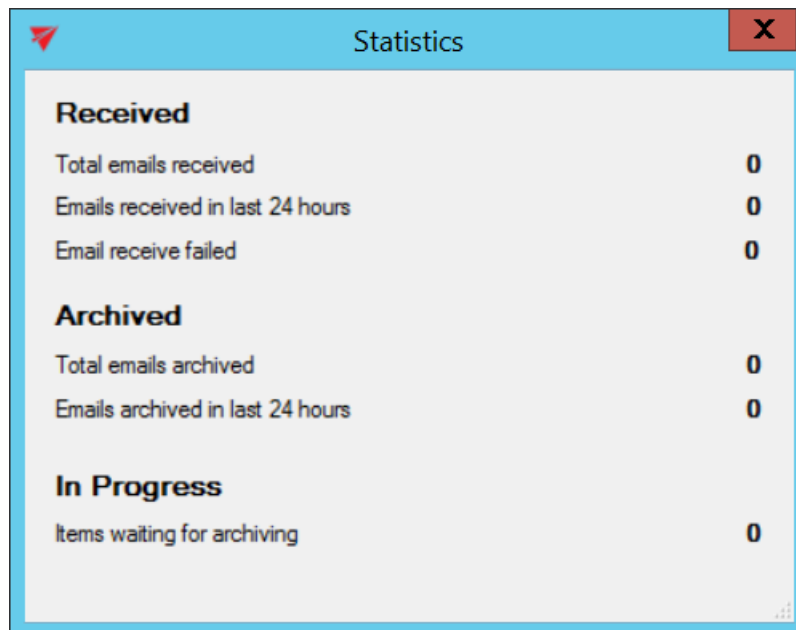 Statistics
X
Received
Total emails received 0
Emails received in last 24 hours 0
Email receive failed 0
Archived
Total emails archived 0
Emails archived in last 24 hours 0
In Progress
Items waiting for archiving 0